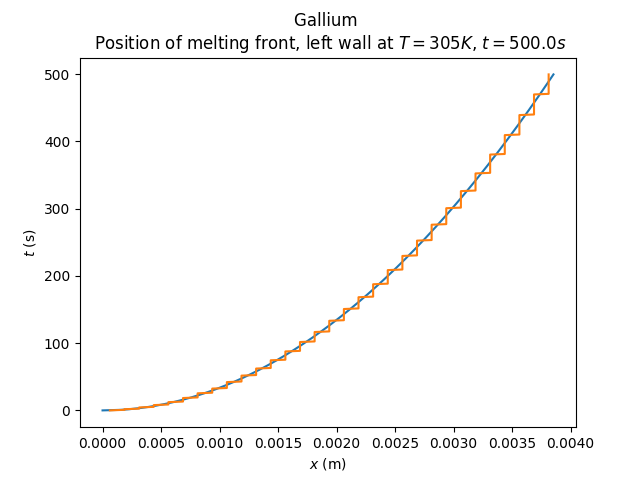 Gallium
Position of melting front, left wall at T = 305K, t = 500.0s
500
400
300
200
100
0
t (s)
0.0000 0.0005 0.0010 0.0015 0.0020 0.0025 0.0030 0.0035 0.0040
x (m)